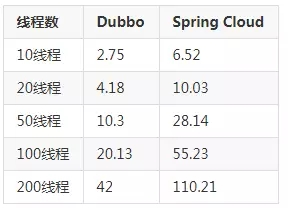 线程数 Dubbo Spring Cloud
10线程 2.75 6.52
20线程 4.18 10.03
50线程 10.3 28.14
100线程 20.13 55.23
200线程 42 110.21